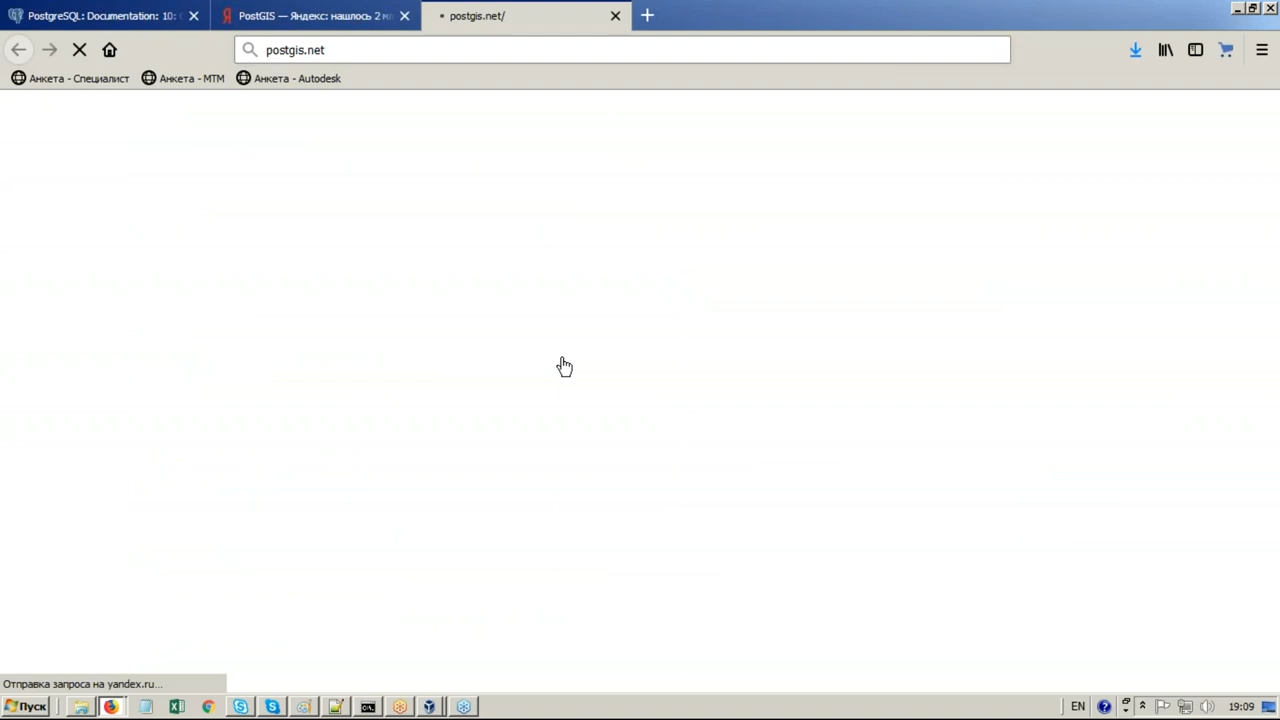 PostgreSQL: Documentation: 10:
PostGIS — Яндекс: нашлось 2 мл
postgis.net/
postgis.net
Анкета - Специалист
Анкета - МТМ
Анкета - Autodesk
Отправка запроса на yandex.ru...
Пуск
EN
19:09